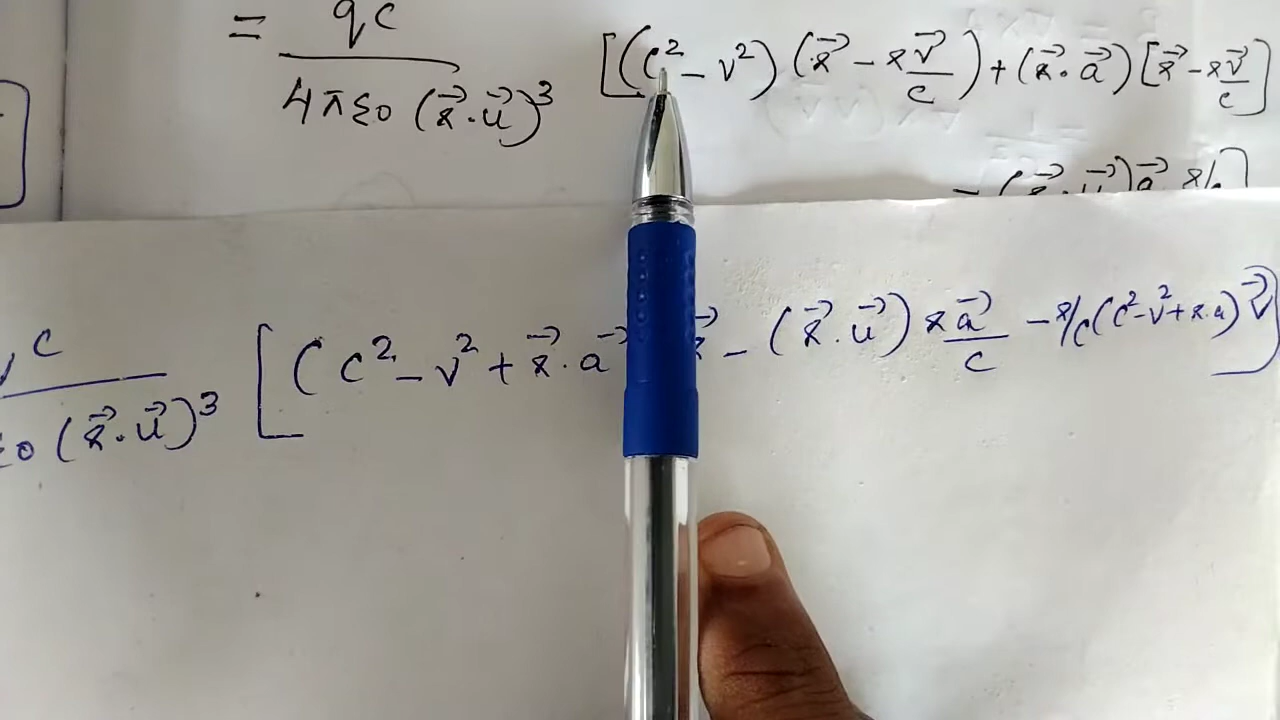 = qc / 4πε0 (r⃗.u⃗)³ [(c² - v²) (r⃗ - r v⃗/c) + (r⃗.a⃗) [r⃗ - r v⃗/c]
- (r⃗.u⃗) a⃗ r/c]
c / ε0 (r⃗.u⃗)³ [(c² - v² + r⃗.a⃗ r⃗ - (r⃗.u⃗) r a⃗/c - r/c (c² - v² + r.a) v⃗]